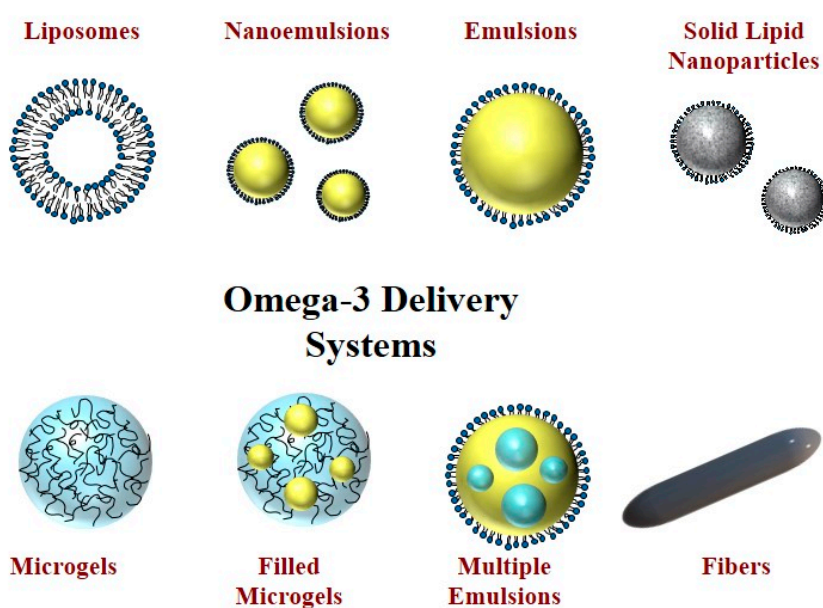 Liposomes
Nanoemulsions
Emulsions
Solid Lipid
Nanoparticles
Omega-3 Delivery
Systems
Microgels
Filled
Microgels
Multiple
Emulsions
Fibers